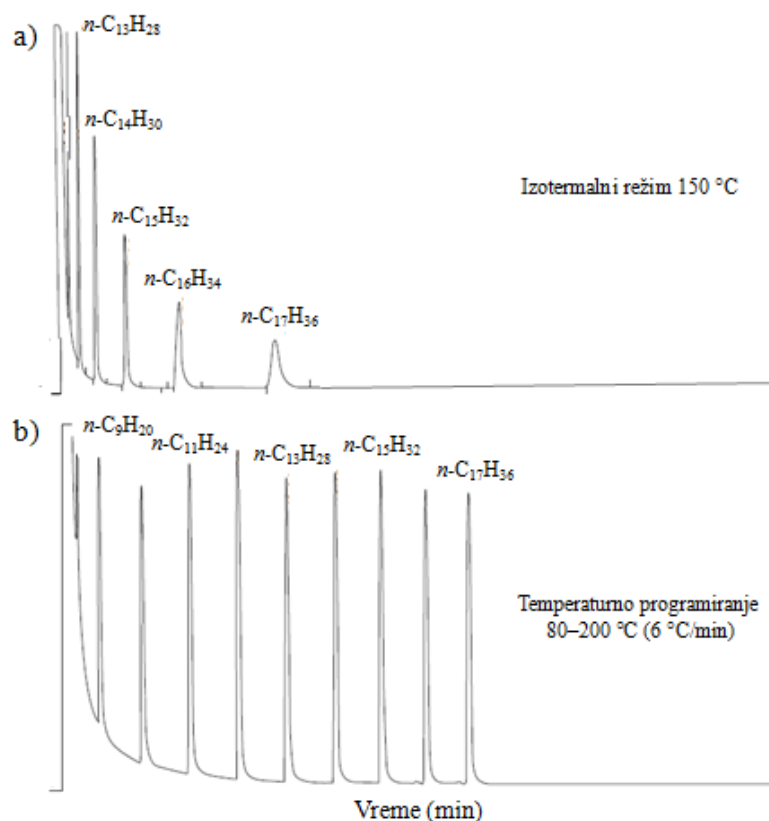 a)
n-C₁₃H₂₈
n-C₁₄H₃₀
n-C₁₅H₃₂
n-C₁₆H₃₄
n-C₁₇H₃₆
Izotermalni režim 150 °C
b)
n-C₉H₂₀
n-C₁₁H₂₄
n-C₁₃H₂₈
n-C₁₅H₃₂
n-C₁₇H₃₆
Temperaturno programiranje
80–200 °C (6 °C/min)
Vreme (min)